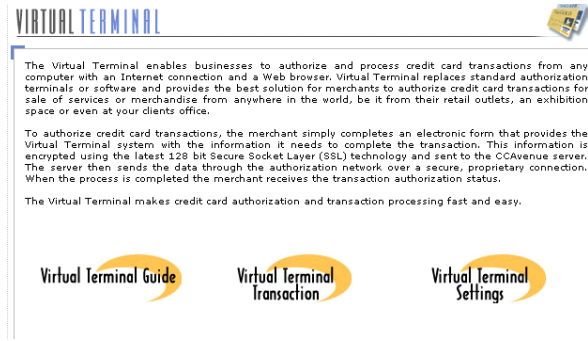 VIRTUAL TERMINAL
The Virtual Terminal enables businesses to authorize and process credit card transactions from any
computer with an Internet connection and a Web browser. Virtual Terminal replaces standard authorization
terminals or software and provides the best solution for merchants to authorize credit card transactions for
sale of services or merchandise from anywhere in the world, be it from their retail outlets, an exhibition
space or even at your clients office.
To authorize credit card transactions, the merchant simply completes an electronic form that provides the
Virtual Terminal system with the information it needs to complete the transaction. This information is
encrypted using the latest 128 bit Secure Socket Layer (SSL) technology and sent to the CCAvenue server.
The server then sends the data through the authorization network over a secure, proprietary connection.
When the process is completed the merchant receives the transaction authorization status.
The Virtual Terminal makes credit card authorization and transaction processing fast and easy.
Virtual Terminal Guide
Virtual Terminal
Transaction
Virtual Terminal
Settings